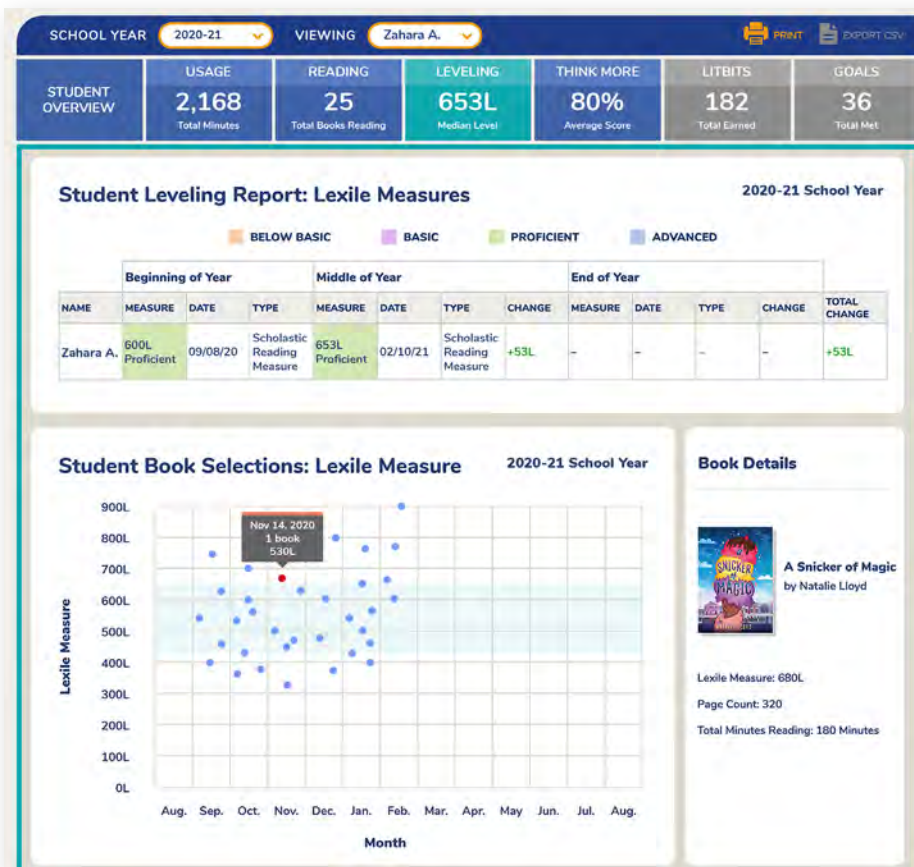 SCHOOL YEAR 2020-21 VIEWING Zahara A. PRINT EXPORT CSV
STUDENT OVERVIEW
USAGE
2,168
Total Minutes
READING
25
Total Books Reading
LEVELING
653L
Median Level
THINK MORE
80%
Average Score
LITBITS
182
Total Earned
GOALS
36
Total Met
Student Leveling Report: Lexile Measures 2020-21 School Year
BELOW BASIC BASIC PROFICIENT ADVANCED
Beginning of Year Middle of Year End of Year
NAME MEASURE DATE TYPE MEASURE DATE TYPE CHANGE MEASURE DATE TYPE CHANGE TOTAL CHANGE
Zahara A. 600L Proficient 09/08/20 Scholastic Reading Measure 653L Proficient 02/10/21 Scholastic Reading Measure +53L – – – – +53L
Student Book Selections: Lexile Measure 2020-21 School Year
900L
800L
700L
600L
500L
400L
300L
200L
100L
0L
Lexile Measure
Nov 14, 2020
1 book
530L
Aug. Sep. Oct. Nov. Dec. Jan. Feb. Mar. Apr. May Jun. Jul. Aug.
Month
Book Details
SNICKER
OF
MAGIC
A Snicker of Magic
by Natalie Lloyd
Lexile Measure: 680L
Page Count: 320
Total Minutes Reading: 180 Minutes